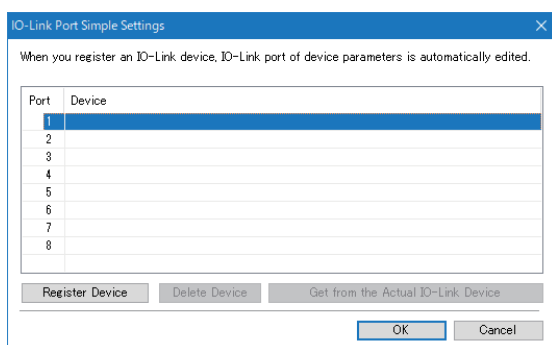 IO-Link Port Simple Settings
When you register an IO-Link device, IO-Link port of device parameters is automatically edited.
Port Device
1
2
3
4
5
6
7
8
Register Device Delete Device Get from the Actual IO-Link Device
OK Cancel